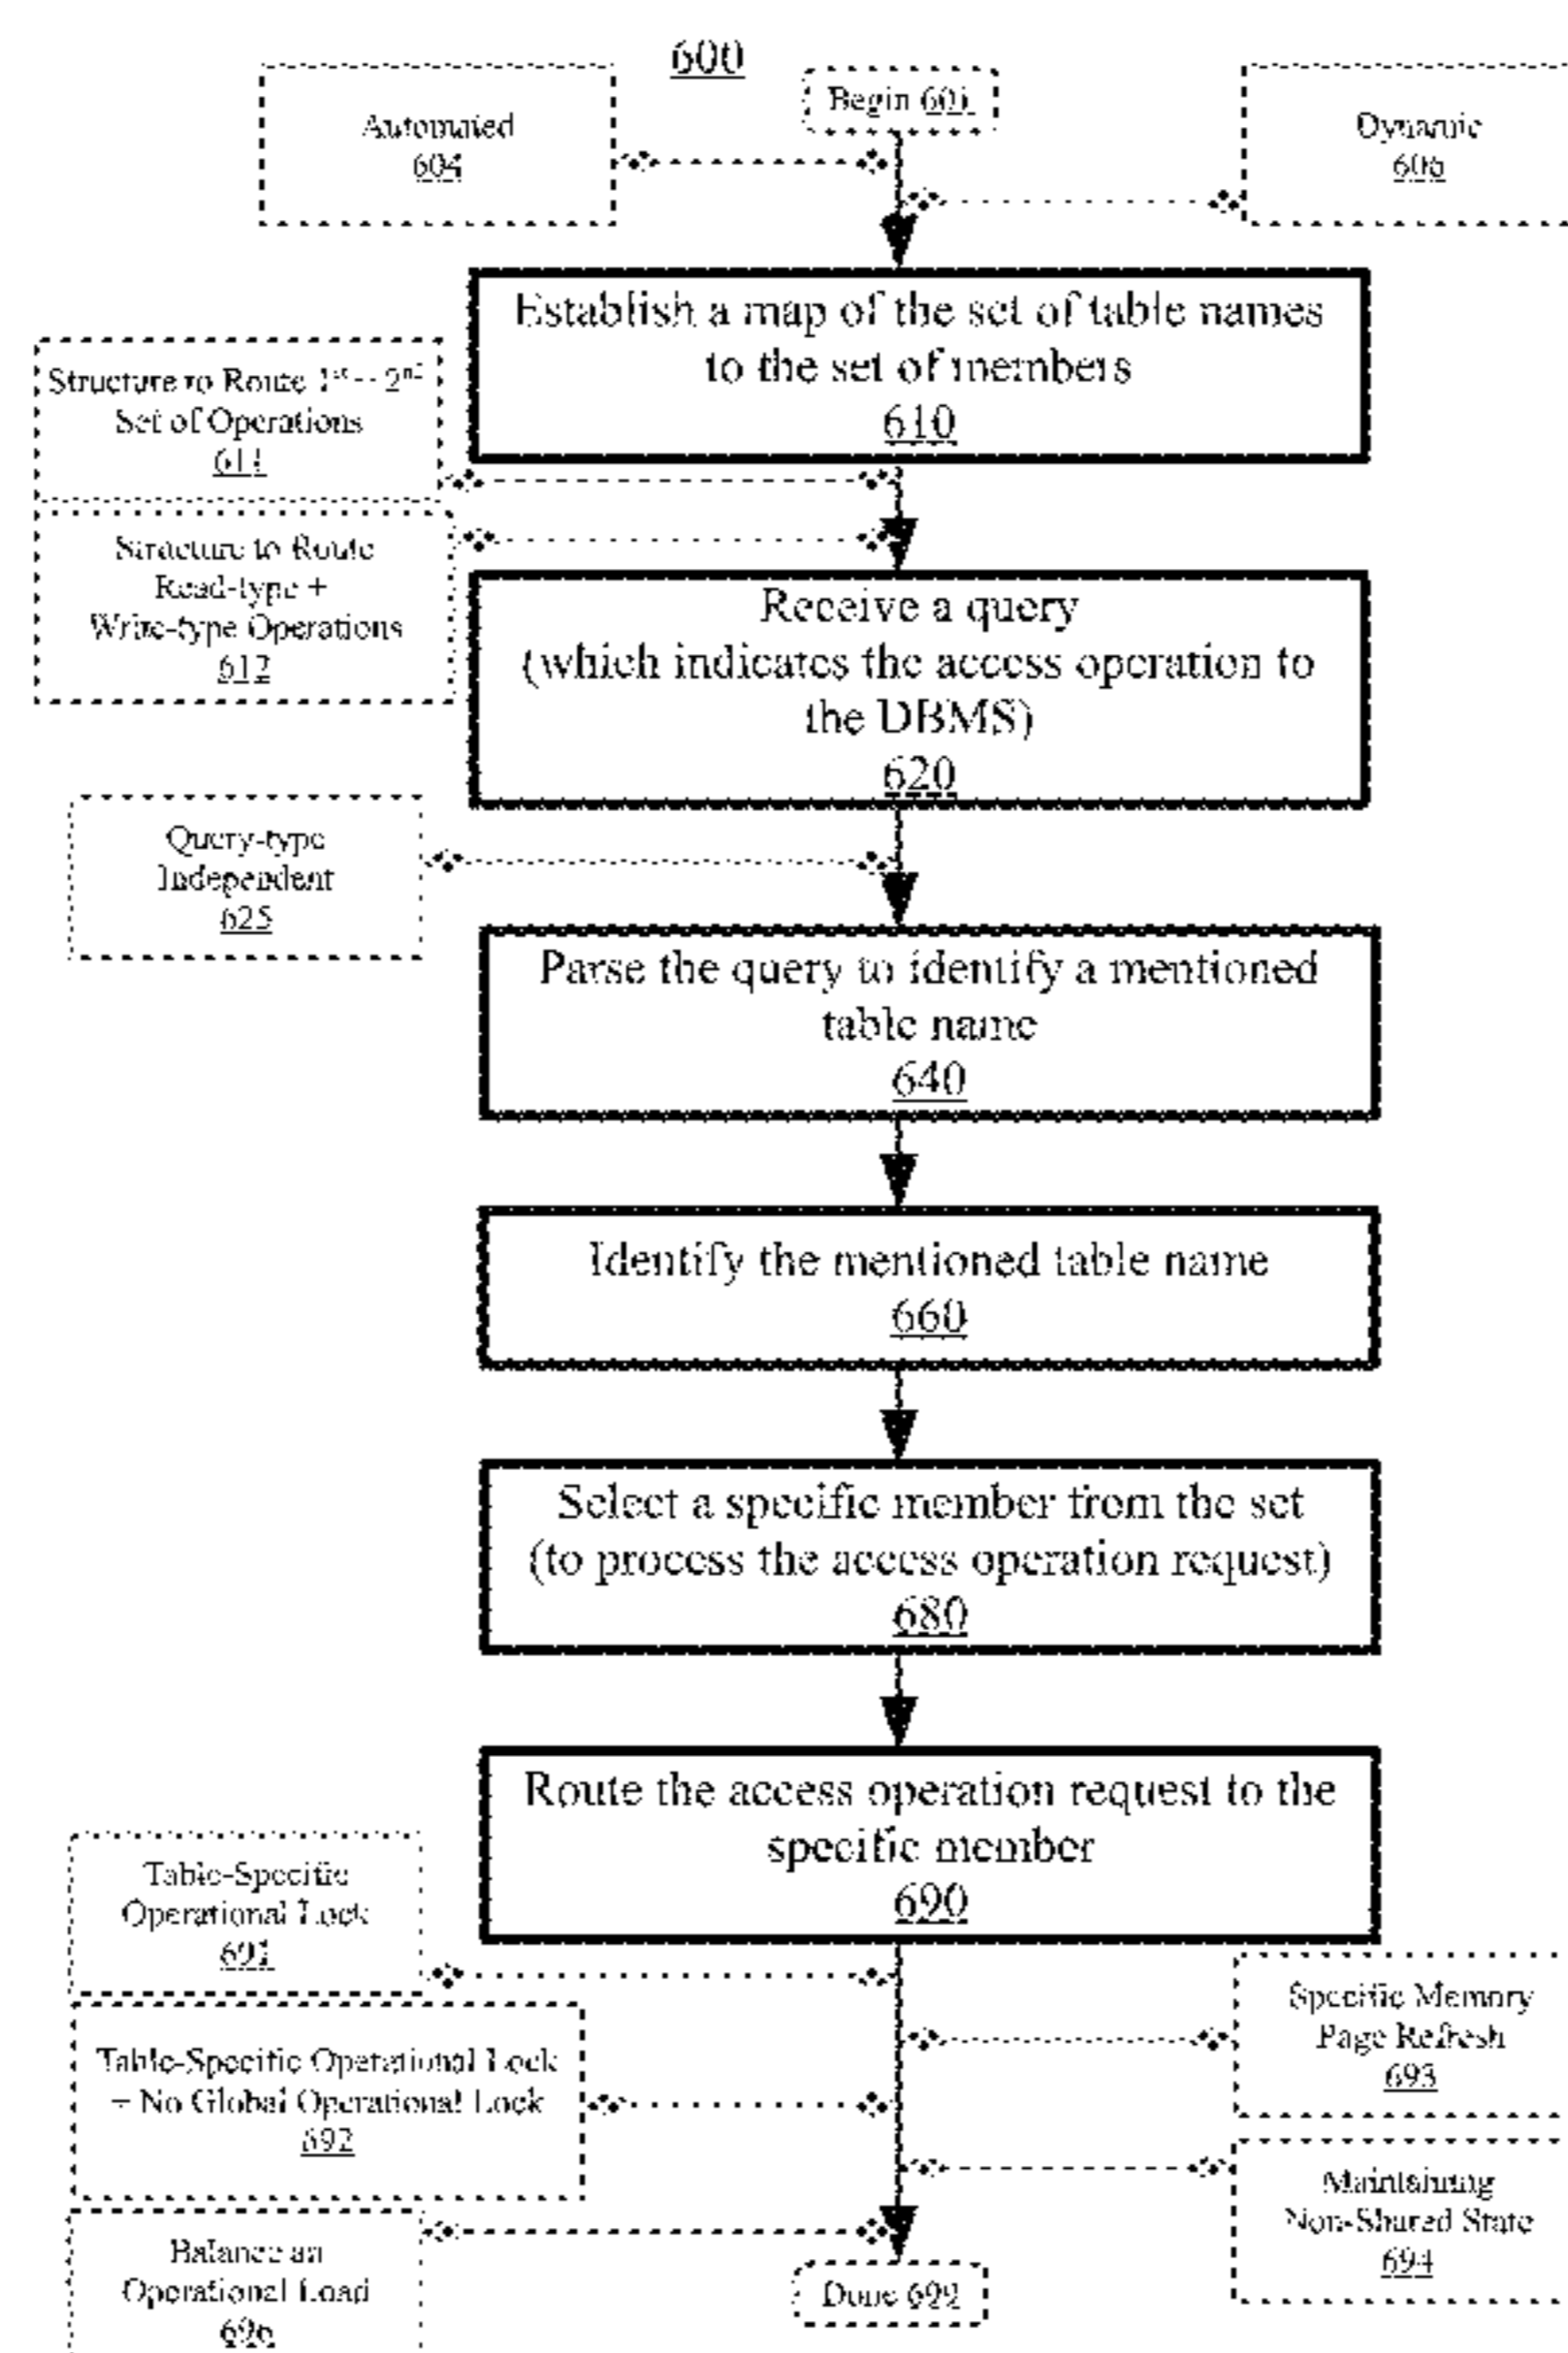 600
Begin 601
Automated
604
Dynamic
606
Establish a map of the set of table names
to the set of members
610
Structure to Route 1st – 2nd
Set of Operations
611
Structure to Route
Read-type +
Write-type Operations
612
Receive a query
(which indicates the access operation to
the DBMS)
620
Query-type
Independent
625
Parse the query to identify a mentioned
table name
640
Identify the mentioned table name
660
Select a specific member from the set
(to process the access operation request)
680
Route the access operation request to the
specific member
690
Table-Specific
Operational Lock
691
Specific Memory
Page Refresh
693
Table-Specific Operational Lock
No Global Operational Lock
692
Maintaining
Non-Shared State
694
Balance an
Operational Load
696
Done 699